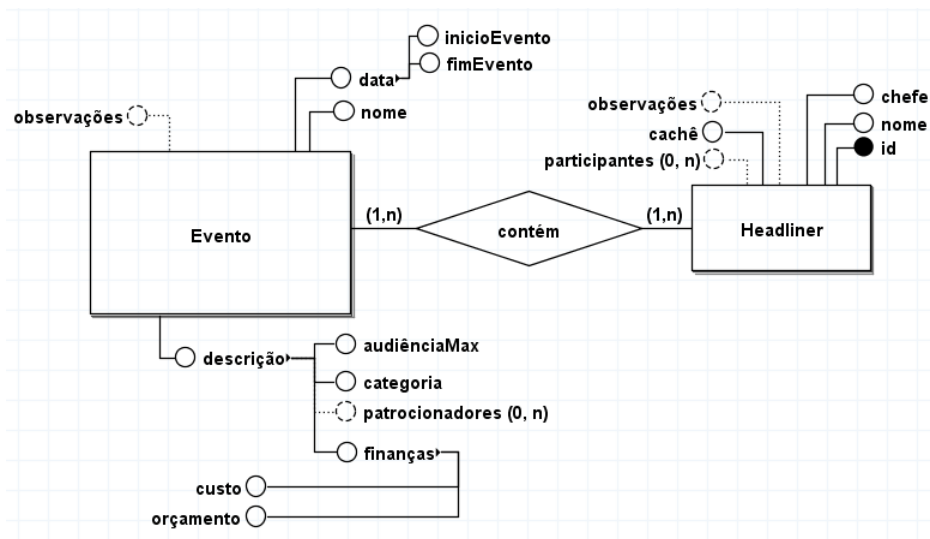 inicioEvento
data
fimEvento
observações
nome
observações
chefe
cachê
nome
participantes (0, n)
id
Evento
(1,n)
contém
(1,n)
Headliner
descrição
audiênciaMax
categoria
patrocionadores (0, n)
finanças
custo
orçamento